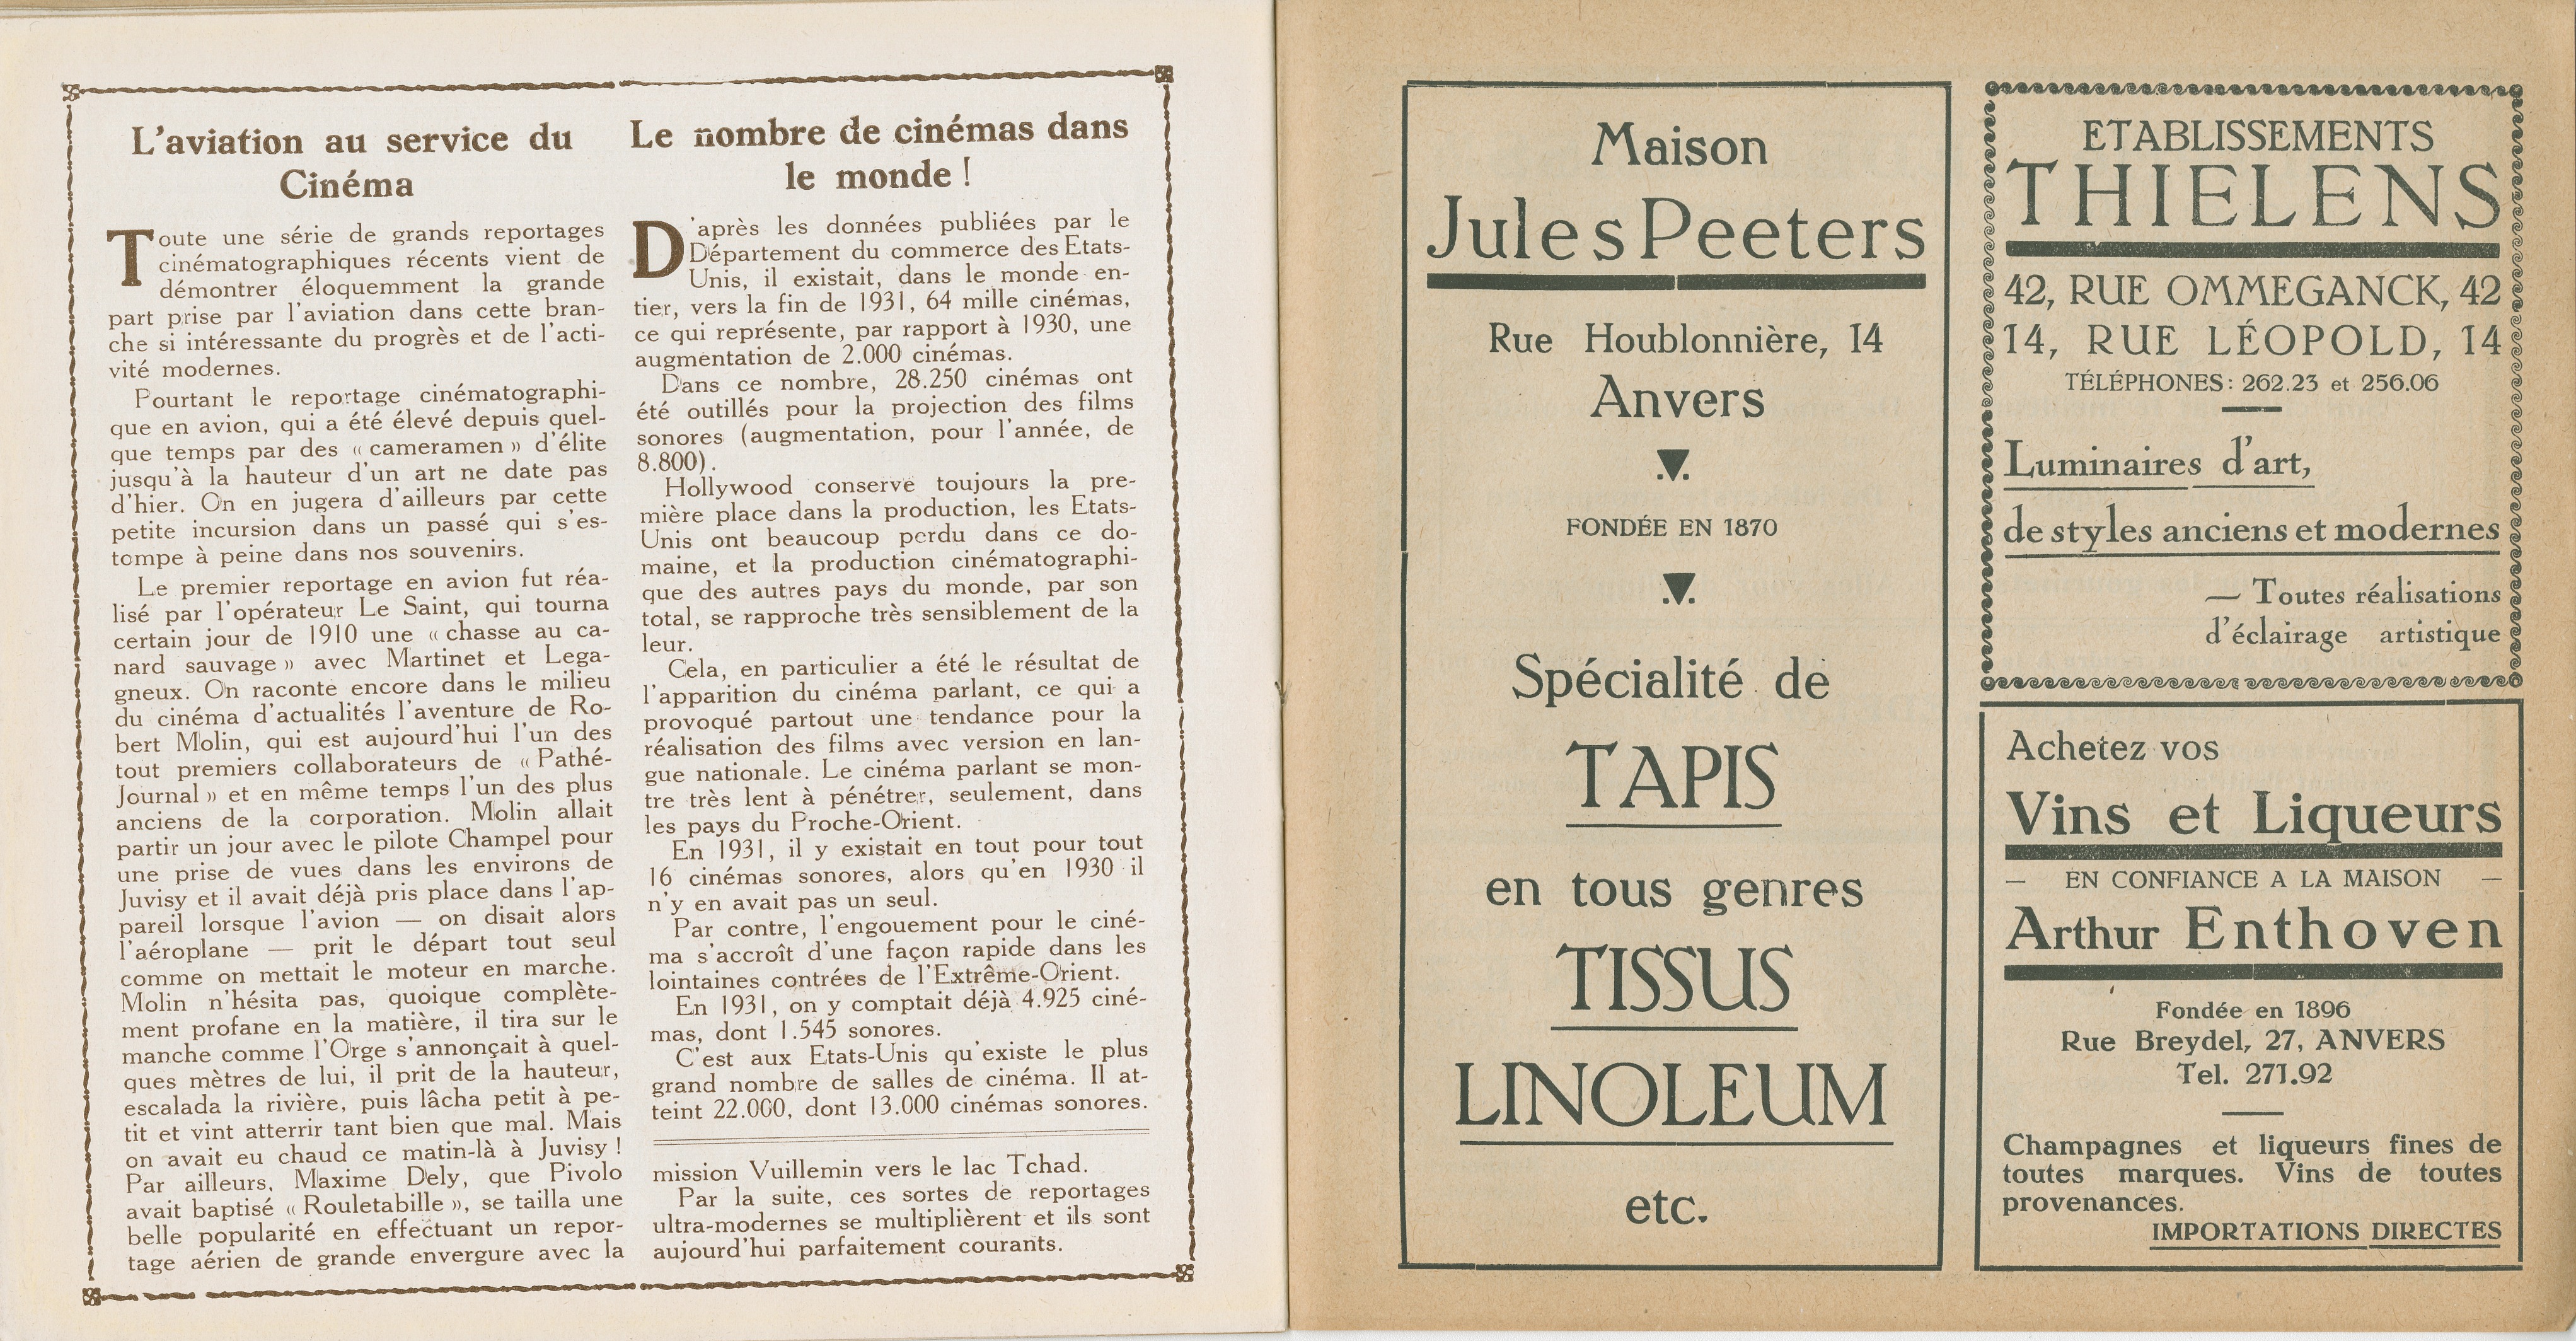 L'aviation au service du
Cinéma
Toute une série de grands reportages
cinématographiques récents vient de
démontrer éloquemment la grande
part prise par l'aviation dans cette bran-
che si intéressante du progrès et de l'acti-
vité modernes.
Pourtant le reportage cinématographi-
que en avion, qui a été élevé depuis quel-
que temps par des « cameramen » d'élite
jusqu'à la hauteur d'un art ne date pas
d'hier. On en jugera d'ailleurs par cette
petite incursion dans un passé qui s'es-
tompe à peine dans nos souvenirs.
Le premier reportage en avion fut réa-
lisé par l'opérateur Le Saint, qui tourna
certain jour de 1910 une « chasse au ca-
nard sauvage » avec Martinet et Lega-
gneux. On raconte encore dans le milieu
du cinéma d'actualités l'aventure de Ro-
bert Molin, qui est aujourd'hui l'un des
tout premiers collaborateurs de « Pathé-
Journal » et en même temps l'un des plus
anciens de la corporation. Molin allait
partir un jour avec le pilote Champel pour
une prise de vues dans les environs de
Juvisy et il avait déjà pris place dans l'ap-
pareil lorsque l'avion — on disait alors
l'aéroplane — prit le départ tout seul
comme on mettait le moteur en marche.
Molin n'hésita pas, quoique complète-
ment profane en la matière, il tira sur le
manche comme l'Orge s'annonçait à quel-
ques mètres de lui, il prit de la hauteur,
escalada la rivière, puis lâcha petit à pe-
tit et vint atterrir tant bien que mal. Mais
on avait eu chaud ce matin-là à Juvisy !
Par ailleurs, Maxime Dely, que Pivolo
avait baptisé « Rouletabille », se tailla une
belle popularité en effectuant un repor-
tage aérien de grande envergure avec la
Le nombre de cinémas dans
le monde !
D'après les données publiées par le
Département du commerce des Etats-
Unis, il existait, dans le monde en-
tier, vers la fin de 1931, 64 mille cinémas,
ce qui représente, par rapport à 1930, une
augmentation de 2.000 cinémas.
Dans ce nombre, 28.250 cinémas ont
été outillés pour la projection des films
sonores (augmentation, pour l'année, de
8.800).
Hollywood conserve toujours la pre-
mière place dans la production, les Etats-
Unis ont beaucoup perdu dans ce do-
maine, et la production cinématographi-
que des autres pays du monde, par son
total, se rapproche très sensiblement de la
leur.
Cela, en particulier a été le résultat de
l'apparition du cinéma parlant, ce qui a
provoqué partout une tendance pour la
réalisation des films avec version en lan-
gue nationale. Le cinéma parlant se mon-
tre très lent à pénétrer, seulement, dans
les pays du Proche-Orient.
En 1931, il y existait en tout pour tout
16 cinémas sonores, alors qu'en 1930 il
n'y en avait pas un seul.
Par contre, l'engouement pour le ciné-
ma s'accroît d'une façon rapide dans les
lointaines contrées de l'Extrême-Orient.
En 1931, on y comptait déjà 4.925 ciné-
mas, dont 1.545 sonores.
C'est aux Etats-Unis qu'existe le plus
grand nombre de salles de cinéma. Il at-
teint 22.000, dont 13.000 cinémas sonores.
mission Vuillemin vers le lac Tchad.
Par la suite, ces sortes de reportages
ultra-modernes se multiplièrent et ils sont
aujourd'hui parfaitement courants.
Maison
Jules Peeters
Rue Houblonnière, 14
Anvers
FONDÉE EN 1870
Spécialité de
TAPIS
en tous genres
TISSUS
LINOLEUM
etc.
ETABLISSEMENTS
THIELENS
42, RUE OMMEGANCK, 42
14, RUE LÉOPOLD, 14
TÉLÉPHONES: 262.23 et 256.06
Luminaires d'art,
de styles anciens et modernes
— Toutes réalisations
d'éclairage artistique
Achetez vos
Vins et Liqueurs
— EN CONFIANCE A LA MAISON —
Arthur Enthoven
Fondée en 1896
Rue Breydel, 27, ANVERS
Tel. 271.92
Champagnes et liqueurs fines de
toutes marques. Vins de toutes
provenances.
IMPORTATIONS DIRECTES